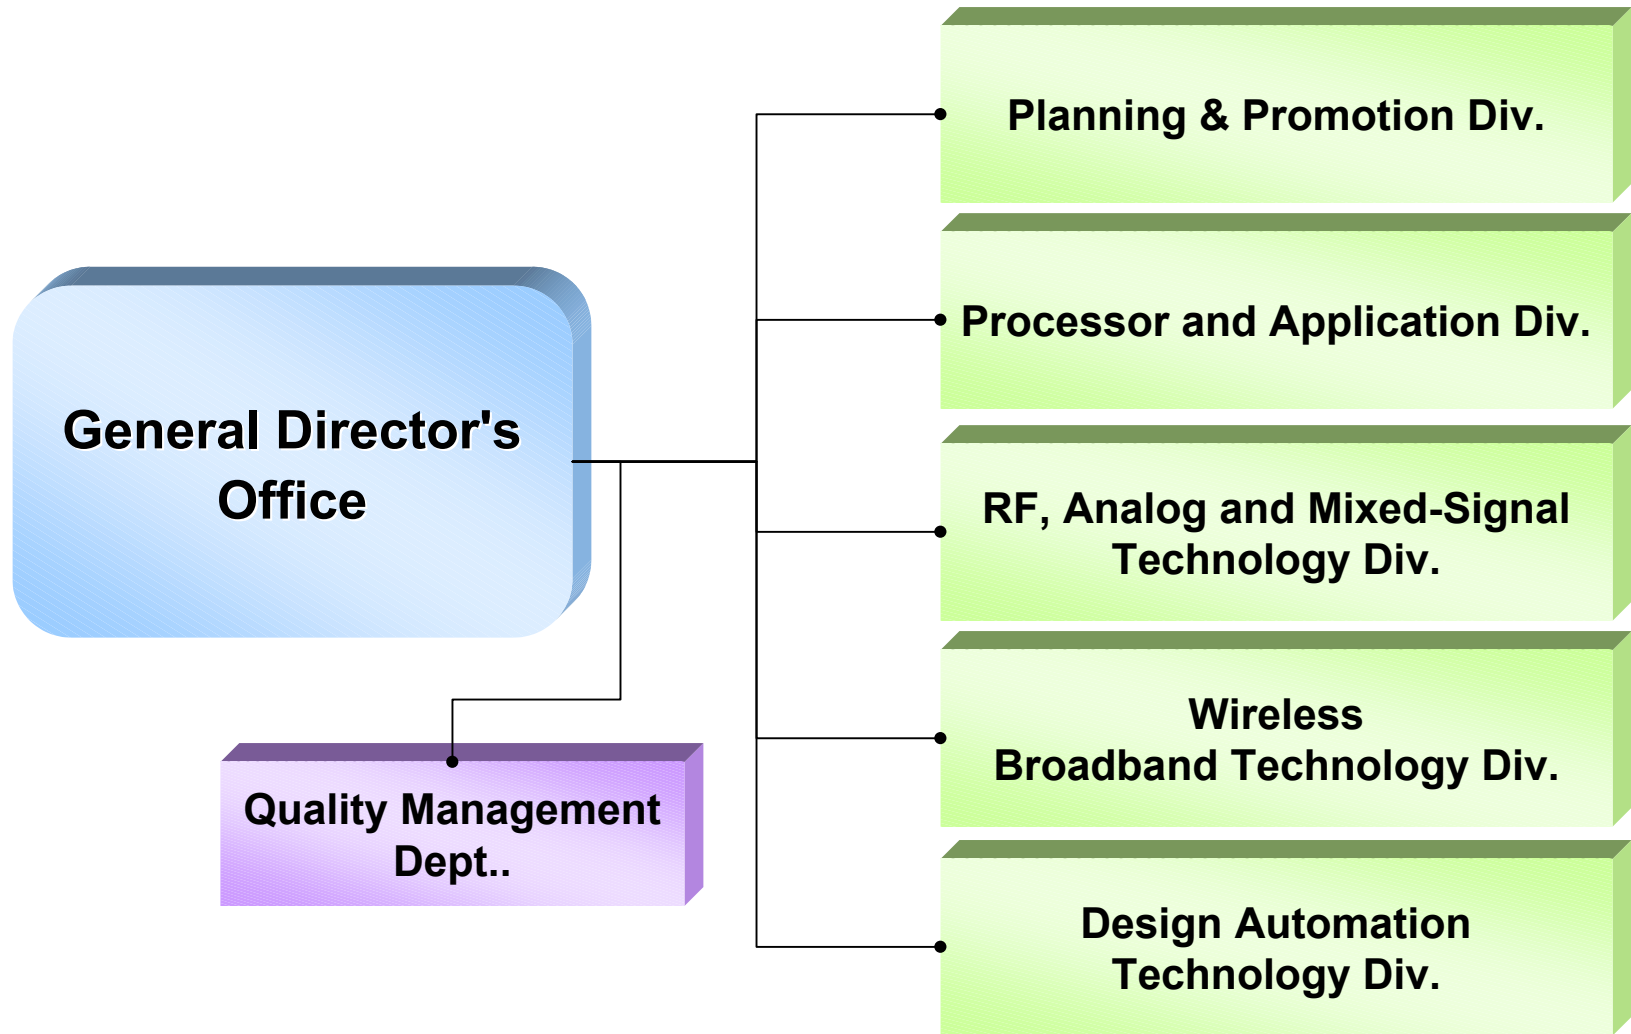 General Director's
Office
Quality Management
Dept..
Planning & Promotion Div.
Processor and Application Div.
RF, Analog and Mixed-Signal
Technology Div.
Wireless
Broadband Technology Div.
Design Automation
Technology Div.